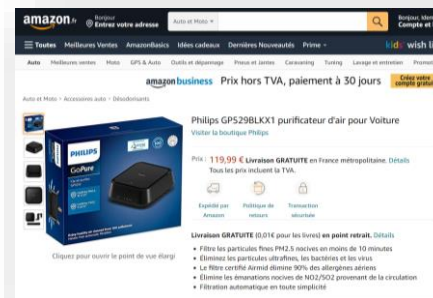 amazon.fr
Bonjour
Entrez votre adresse
Auto et Moto
Bonjour, Iden
Compte et l
Toutes Meilleures Ventes AmazonBasics Idées cadeaux Dernières Nouveautés Prime
kids wish li
Auto Meilleures ventes Moto GPS & Auto Outils et dépannage Pneus et Jantes Caravaning Tuning Lavage et entretien Promoti
amazon business Prix hors TVA, paiement à 30 jours
Créez votre
compte gratuit
Auto et Moto › Accessoires auto › Désodorisants
PHILIPS
GoPure
Cliquez pour ouvrir le point de vue élargi
Philips GP529BLKX1 purificateur d'air pour Voiture
Visiter la boutique Philips
Prix : 119,99 € Livraison GRATUITE en France métropolitaine. Détails
Tous les prix incluent la TVA.
Expédié par
Amazon
Politique de
retours
Transaction
sécurisée
Livraison GRATUITE (0,01€ pour les livres) en point retrait. Détails
• Filtre les particules fines PM2.5 nocives en moins de 10 minutes
• Éliminez les particules ultrafines, les bactéries et les virus
• Le filtre certifié Airmid élimine 90% des allergènes aériens
• Élimine les émanations nocives de NO2/SO2 provenant de la circulation
• Filtration automatique en toute simplicité